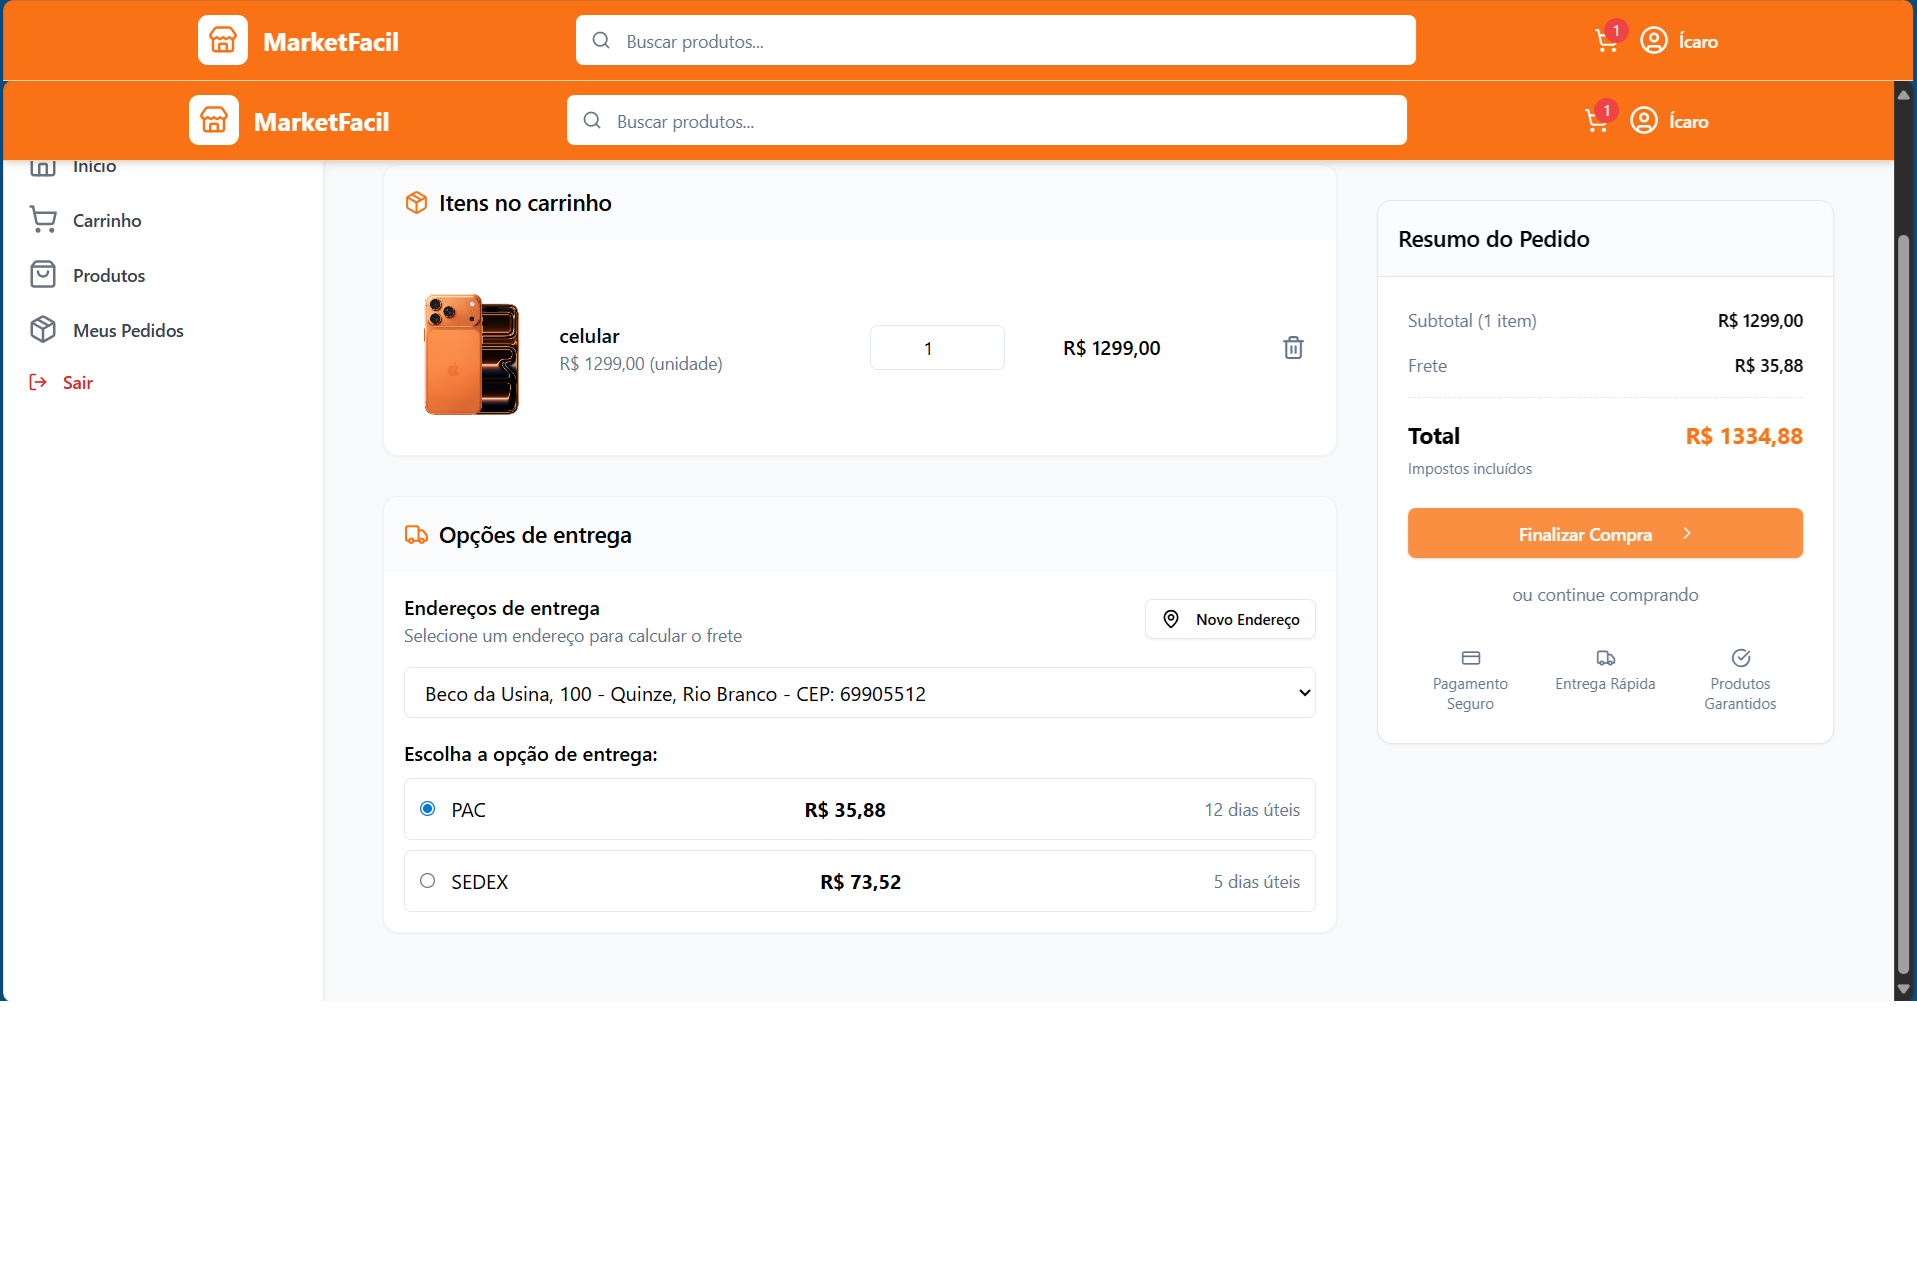 MarketFacil
Buscar produtos...
1
Ícaro
MarketFacil
Buscar produtos...
1
Ícaro
Início
Carrinho
Produtos
Meus Pedidos
Sair
Itens no carrinho
celular
R$ 1299,00 (unidade)
1
R$ 1299,00
Opções de entrega
Endereços de entrega
Selecione um endereço para calcular o frete
Novo Endereço
Beco da Usina, 100 - Quinze, Rio Branco - CEP: 69905512
Escolha a opção de entrega:
PAC
R$ 35,88
12 dias úteis
SEDEX
R$ 73,52
5 dias úteis
Resumo do Pedido
Subtotal (1 item)
R$ 1299,00
Frete
R$ 35,88
Total
R$ 1334,88
Impostos incluídos
Finalizar Compra
ou continue comprando
Pagamento
Seguro
Entrega Rápida
Produtos
Garantidos